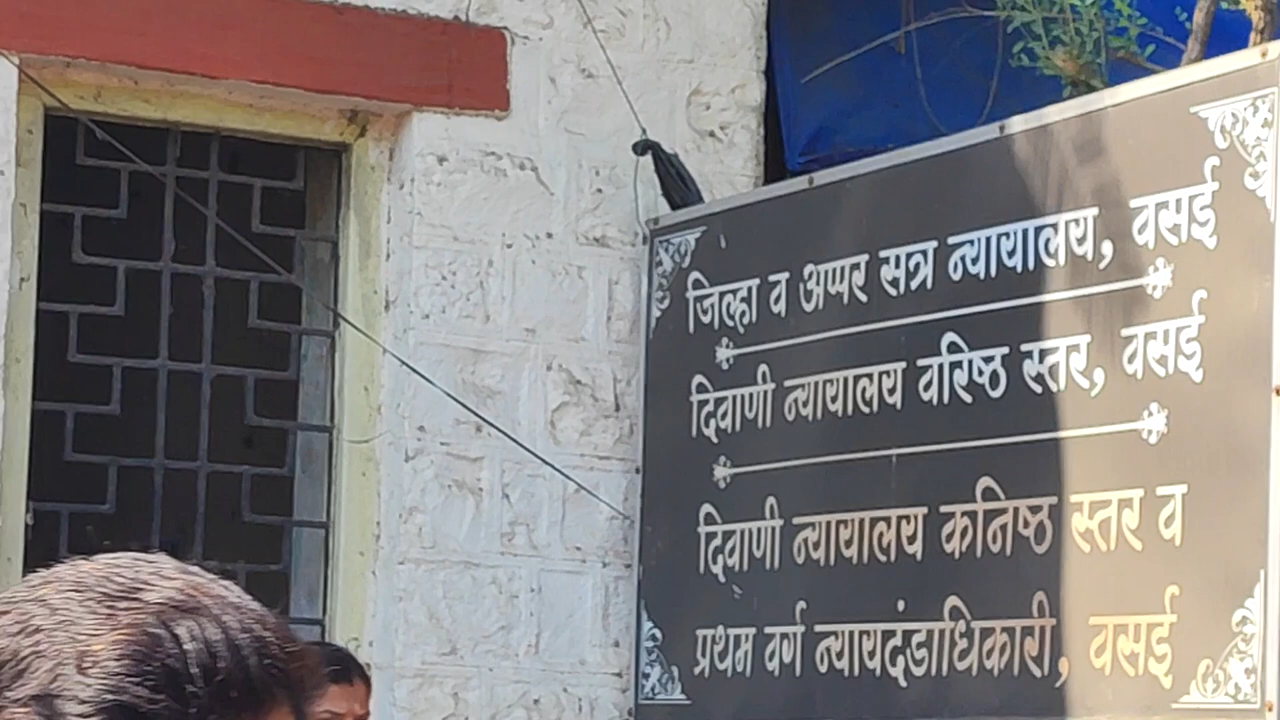 जिल्हा व अप्पर सत्र न्यायालय, वसई
दिवाणी न्यायालय वरिष्ठ स्तर, वसई
दिवाणी न्यायालय कनिष्ठ स्तर व
प्रथम वर्ग न्यायदंडाधिकारी, वसई